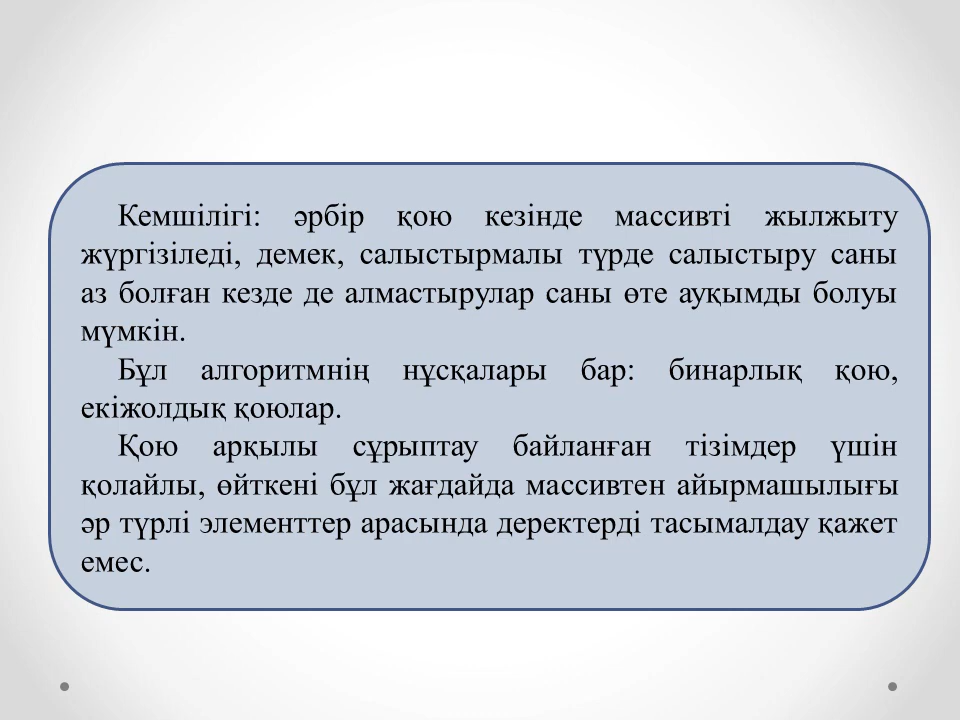 Кемшілігі: әрбір қою кезінде массивті жылжыту
жүргізіледі, демек, салыстырмалы түрде салыстыру саны
аз болған кезде де алмастырулар саны өте ауқымды болуы
мүмкін.
Бұл алгоритмнің нұсқалары бар: бинарлық қою,
екіжолдық қоюлар.
Қою арқылы сұрыптау байланған тізімдер үшін
қолайлы, өйткені бұл жағдайда массивтен айырмашылығы
әр түрлі элементтер арасында деректерді тасымалдау қажет
емес.